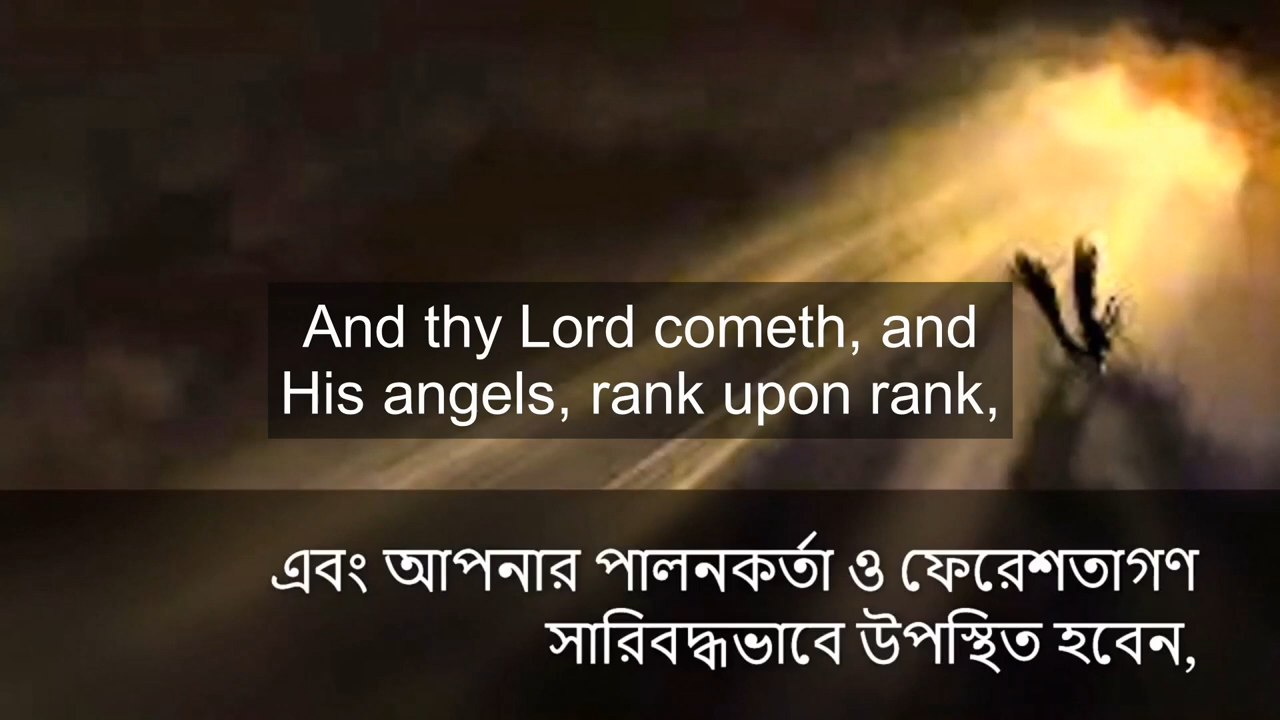 And thy Lord cometh, and
His angels, rank upon rank,
এবং আপনার পালনকর্তা ও ফেরেশতাগণ
সারিবদ্ধভাবে উপস্থিত হবেন,